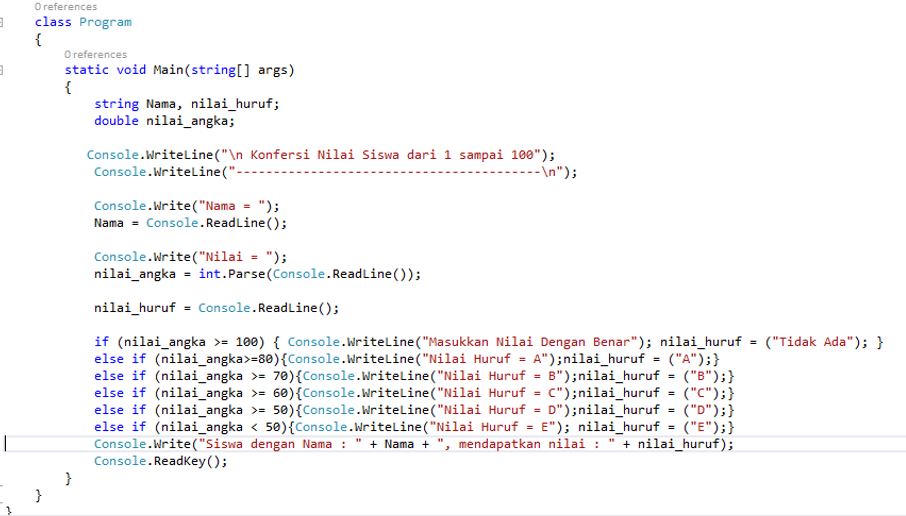 0 references
class Program
{
0 references
static void Main(string[] args)
{
string Nama, nilai_huruf;
double nilai_angka;
Console.WriteLine("\n Konfersi Nilai Siswa dari 1 sampai 100");
Console.WriteLine("-----------------------------------------\n");
Console.Write("Nama = ");
Nama = Console.ReadLine();
Console.Write("Nilai = ");
nilai_angka = int.Parse(Console.ReadLine());
nilai_huruf = Console.ReadLine();
if (nilai_angka >= 100) { Console.WriteLine("Masukkan Nilai Dengan Benar"); nilai_huruf = ("Tidak Ada"); }
else if (nilai_angka>=80){Console.WriteLine("Nilai Huruf = A");nilai_huruf = ("A");}
else if (nilai_angka >= 70){Console.WriteLine("Nilai Huruf = B");nilai_huruf = ("B");}
else if (nilai_angka >= 60){Console.WriteLine("Nilai Huruf = C");nilai_huruf = ("C");}
else if (nilai_angka >= 50){Console.WriteLine("Nilai Huruf = D");nilai_huruf = ("D");}
else if (nilai_angka < 50){Console.WriteLine("Nilai Huruf = E"); nilai_huruf = ("E");}
Console.Write("Siswa dengan Nama : " + Nama + ", mendapatkan nilai : " + nilai_huruf);
Console.ReadKey();
}
}
}